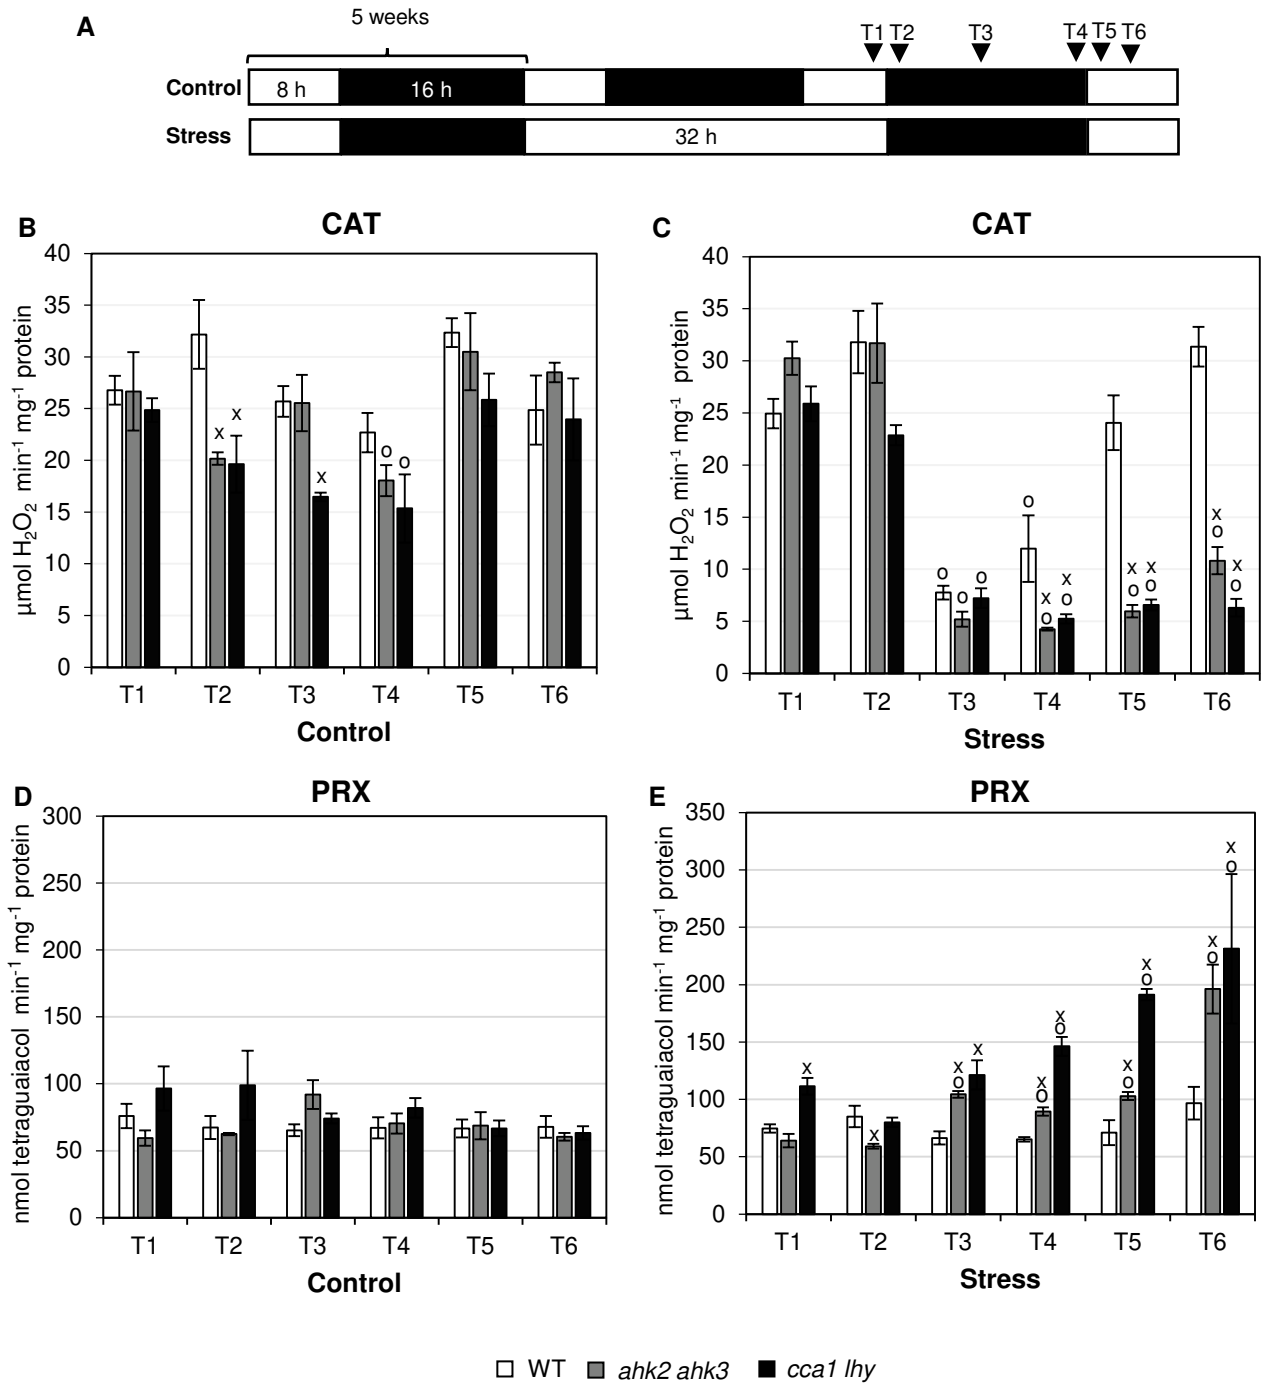 A
5 weeks
T1 T2 T3 T4 T5 T6
Control 8 h 16 h
Stress 32 h
B CAT
µmol H₂O₂ min⁻¹ mg⁻¹ protein
40
35
30
25
20
15
10
5
0
x x x o o
T1 T2 T3 T4 T5 T6
Control
C CAT
µmol H₂O₂ min⁻¹ mg⁻¹ protein
40
35
30
25
20
15
10
5
0
o o o o x o x o x o x o x o x o
T1 T2 T3 T4 T5 T6
Stress
D PRX
nmol tetraguaiacol min⁻¹ mg⁻¹ protein
300
250
200
150
100
50
0
T1 T2 T3 T4 T5 T6
Control
E PRX
nmol tetraguaiacol min⁻¹ mg⁻¹ protein
350
300
250
200
150
100
50
0
x x x o x x o x o x o x o x o x o
T1 T2 T3 T4 T5 T6
Stress
WT ahk2 ahk3 cca1 lhy